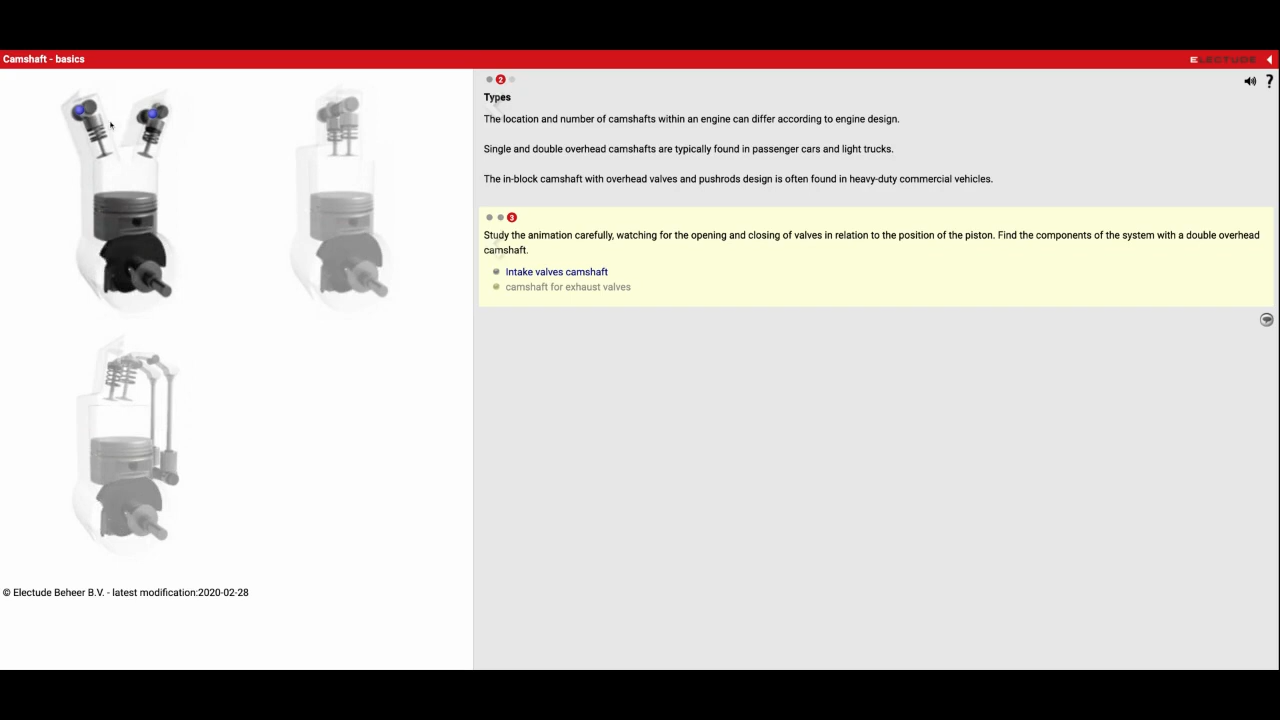 Camshaft - basics
ELECTUDE
2
Types
The location and number of camshafts within an engine can differ according to engine design.
Single and double overhead camshafts are typically found in passenger cars and light trucks.
The in-block camshaft with overhead valves and pushrods design is often found in heavy-duty commercial vehicles.
3
Study the animation carefully, watching for the opening and closing of valves in relation to the position of the piston. Find the components of the system with a double overhead
camshaft.
Intake valves camshaft
camshaft for exhaust valves
© Electude Beheer B.V. - latest modification:2020-02-28